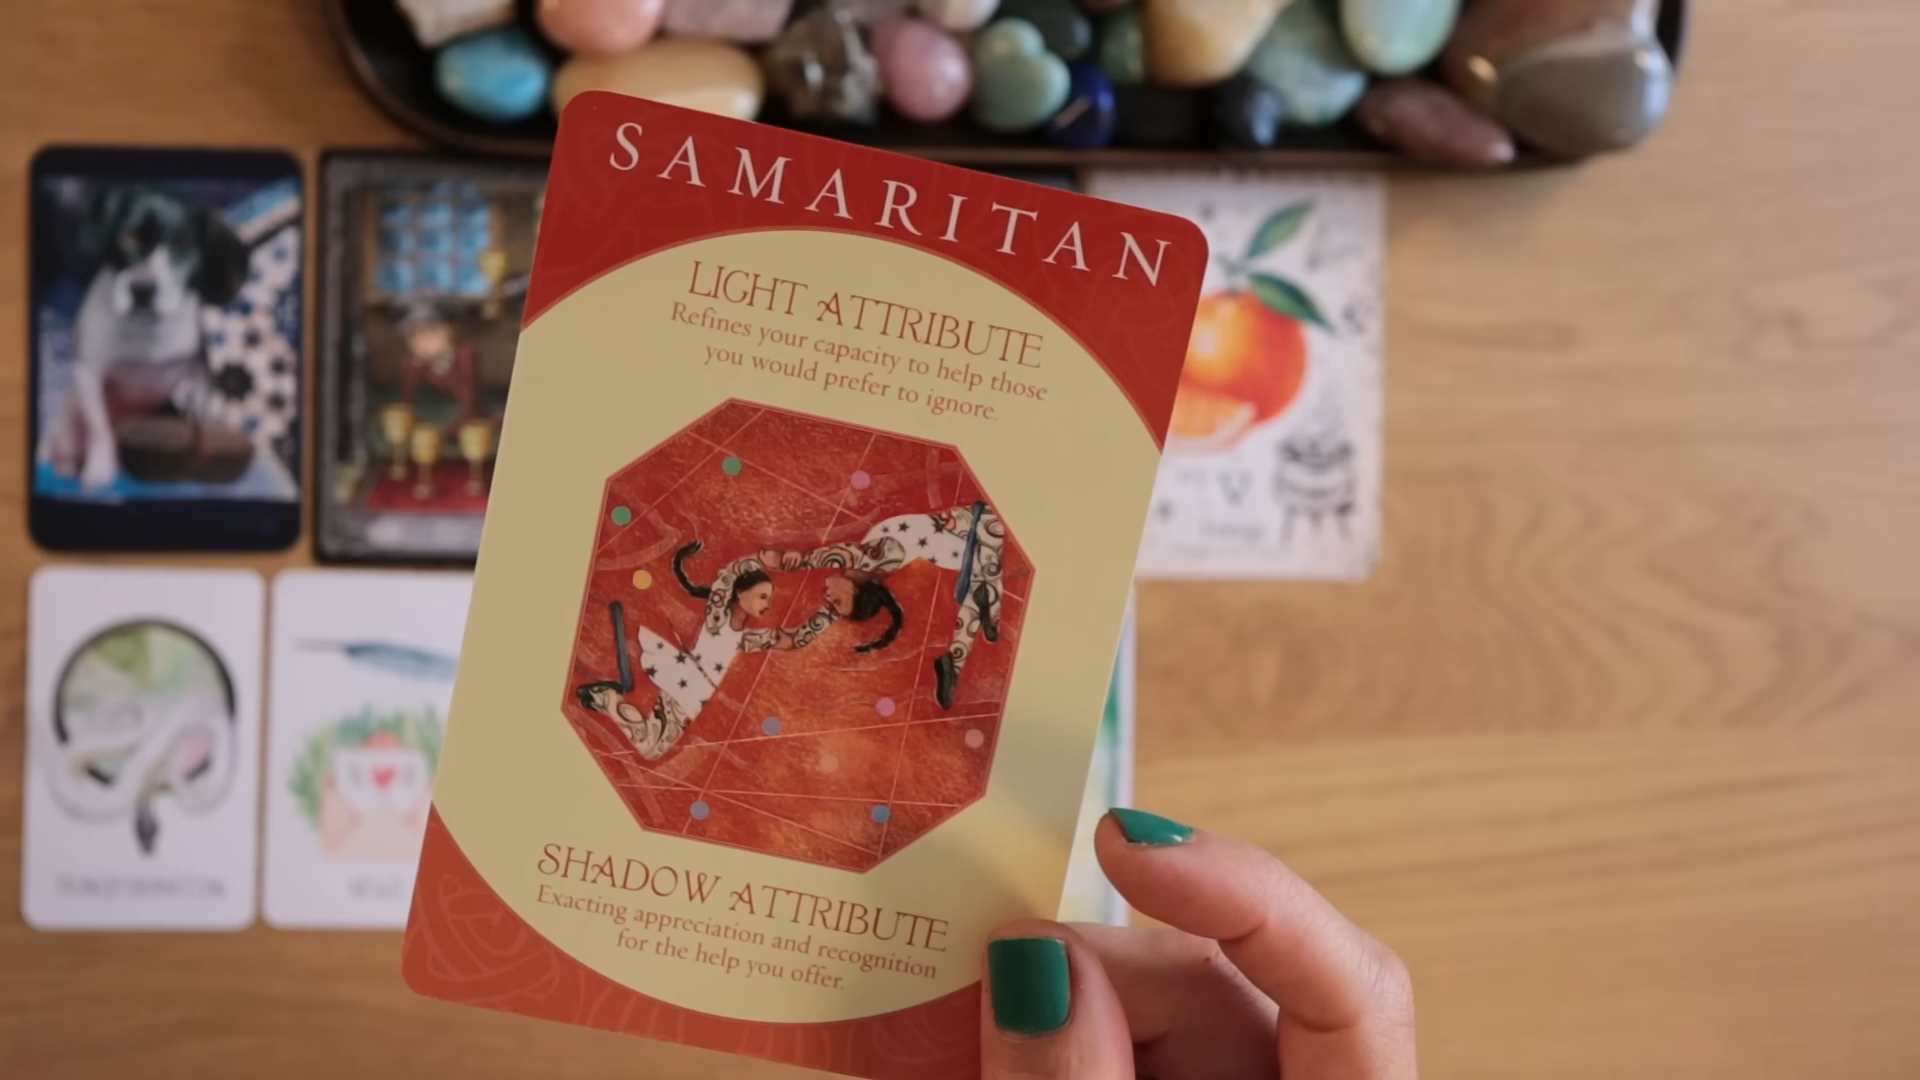 SAMARITAN
LIGHT ATTRIBUTE
Refines your capacity to help those
you would prefer to ignore.
SHADOW ATTRIBUTE
Exacting appreciation and recognition
for the help you offer.